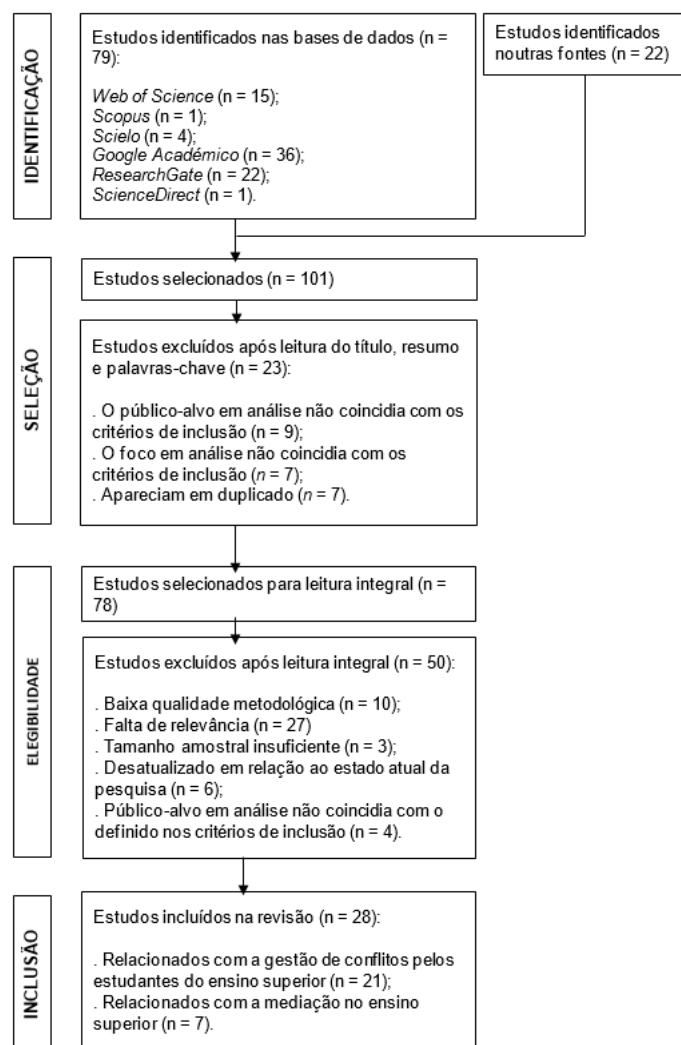 IDENTIFICAÇÃO
Estudos identificados nas bases de dados (n =
79):
Web of Science (n = 15);
Scopus (n = 1);
Scielo (n = 4);
Google Académico (n = 36);
ResearchGate (n = 22);
ScienceDirect (n = 1).
Estudos identificados
noutras fontes (n = 22)
SELEÇÃO
Estudos selecionados (n = 101)
Estudos excluídos após leitura do título, resumo
e palavras-chave (n = 23):
. O público-alvo em análise não coincidia com os
critérios de inclusão (n = 9);
. O foco em análise não coincidia com os
critérios de inclusão (n = 7);
. Apareciam em duplicado (n = 7).
ELEGIBILIDADE
Estudos selecionados para leitura integral (n =
78)
Estudos excluídos após leitura integral (n = 50):
. Baixa qualidade metodológica (n = 10);
. Falta de relevância (n = 27)
. Tamanho amostral insuficiente (n = 3);
. Desatualizado em relação ao estado atual da
pesquisa (n = 6);
. Público-alvo em análise não coincidia com o
definido nos critérios de inclusão (n = 4).
INCLUSÃO
Estudos incluídos na revisão (n = 28):
. Relacionados com a gestão de conflitos pelos
estudantes do ensino superior (n = 21);
. Relacionados com a mediação no ensino
superior (n = 7).